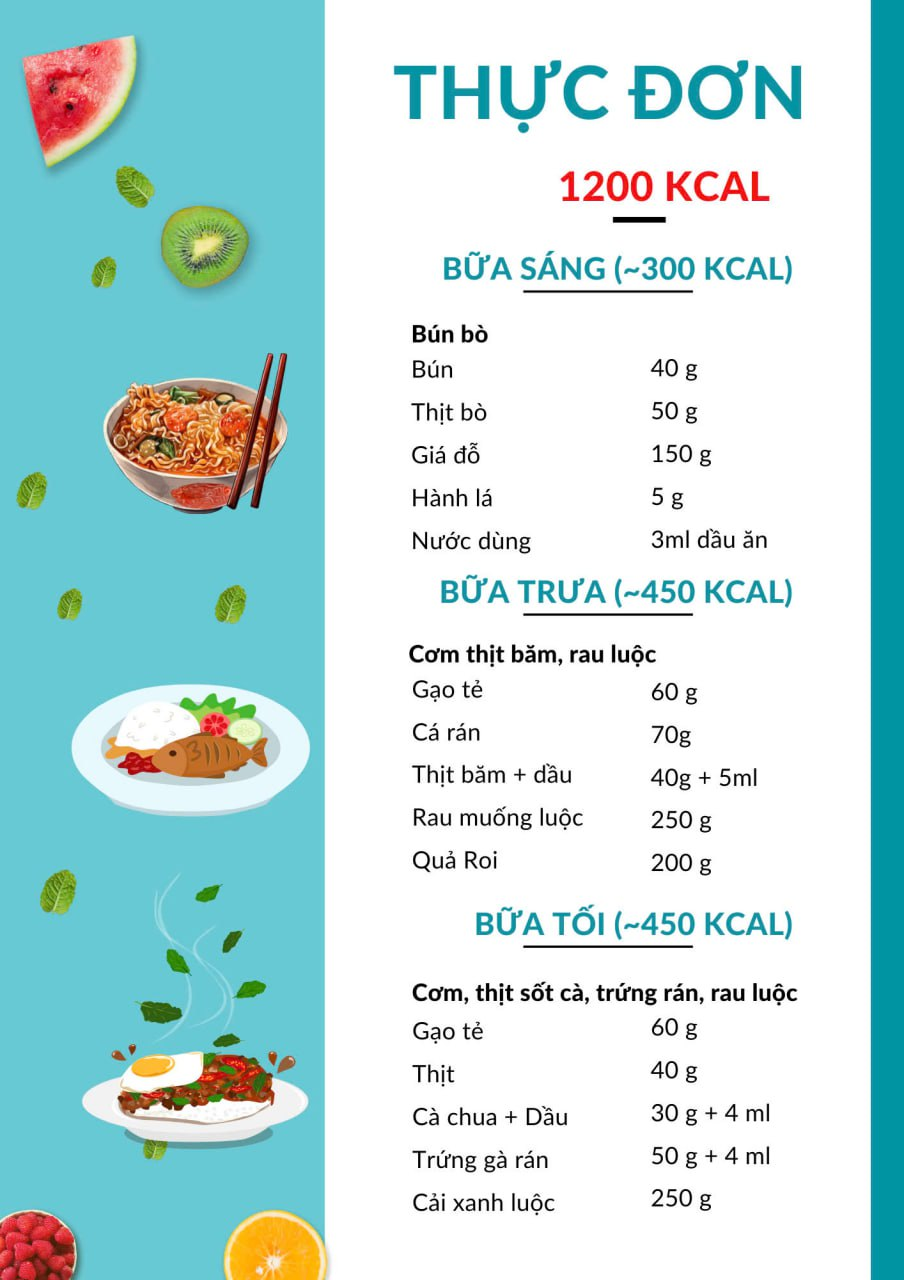 THỰC ĐƠN
1200 KCAL
BỮA SÁNG (~300 KCAL)
Bún bò
Bún 40 g
Thịt bò 50 g
Giá đỗ 150 g
Hành lá 5 g
Nước dùng 3ml dầu ăn
BỮA TRƯA (~450 KCAL)
Cơm thịt băm, rau luộc
Gạo tẻ 60 g
Cá rán 70g
Thịt băm + dầu 40g + 5ml
Rau muống luộc 250 g
Quả Roi 200 g
BỮA TỐI (~450 KCAL)
Cơm, thịt sốt cà, trứng rán, rau luộc
Gạo tẻ 60 g
Thịt 40 g
Cà chua + Dầu 30 g + 4 ml
Trứng gà rán 50 g + 4 ml
Cải xanh luộc 250 g